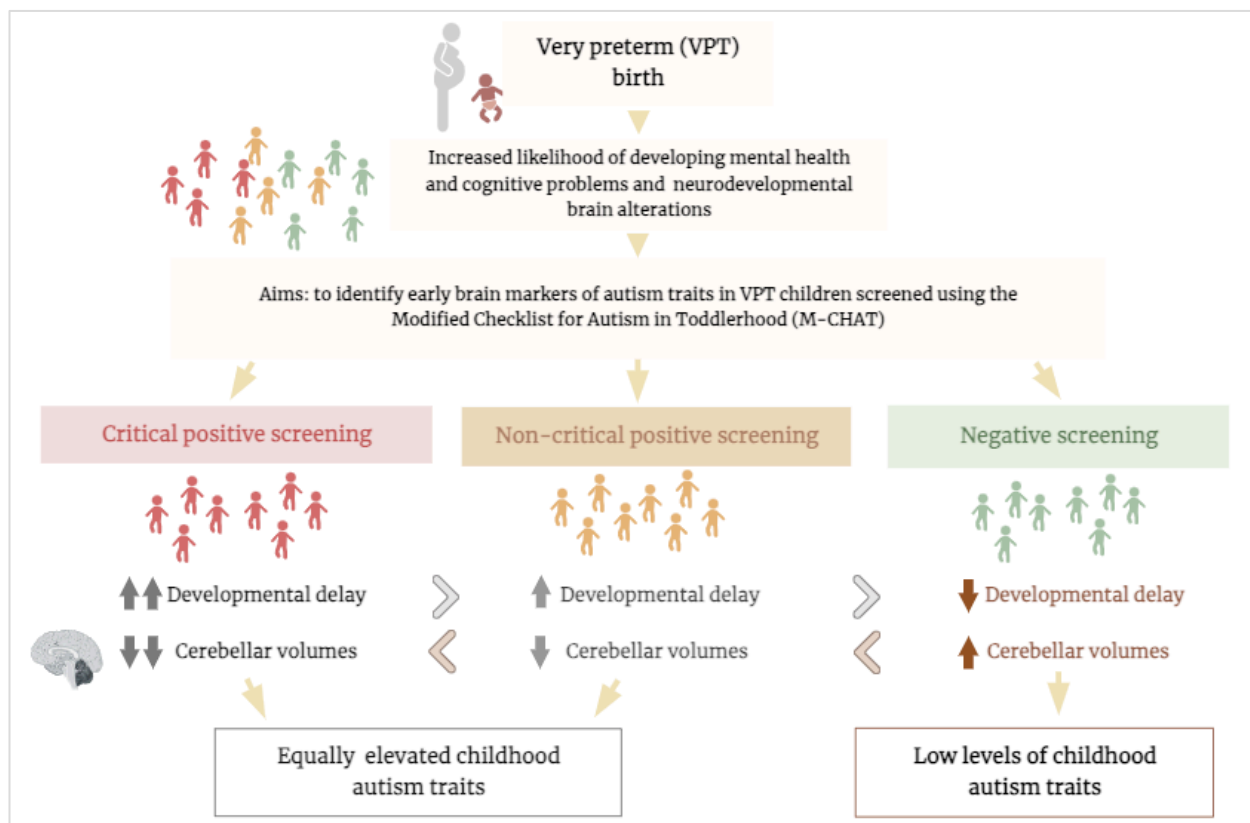 Very preterm (VPT)
birth
Increased likelihood of developing mental health
and cognitive problems and neurodevelopmental
brain alterations
Aims: to identify early brain markers of autism traits in VPT children screened using the
Modified Checklist for Autism in Toddlerhood (M-CHAT)
Critical positive screening
Non-critical positive screening
Negative screening
Developmental delay
Developmental delay
Developmental delay
Cerebellar volumes
Cerebellar volumes
Cerebellar volumes
Equally elevated childhood
autism traits
Low levels of childhood
autism traits